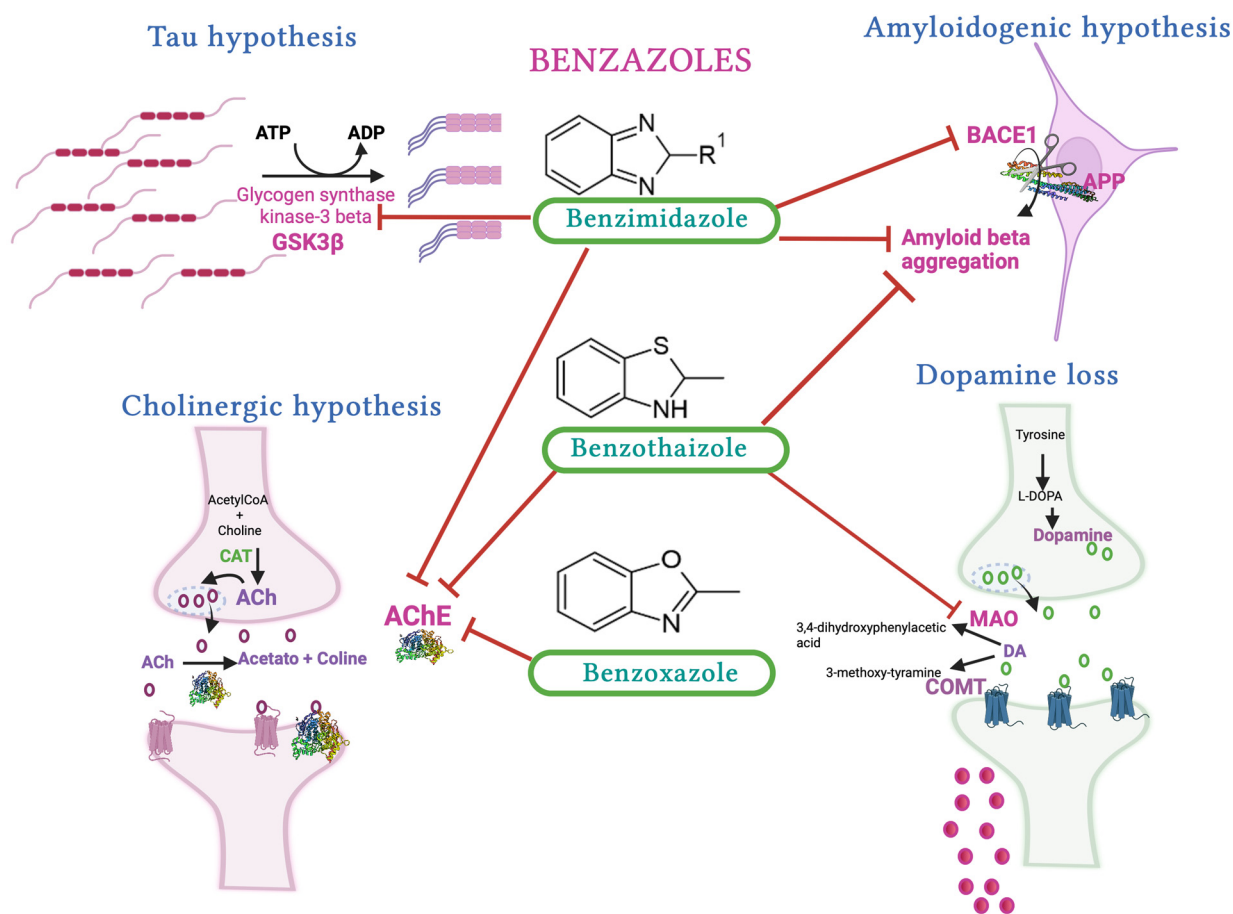 Tau hypothesis
BENZAZOLES
Amyloidogenic hypothesis
ATP
ADP
Glycogen synthase
kinase-3 beta
GSK3β
N
R1
N
Benzimidazole
BACE1
APP
Amyloid beta
aggregation
S
NH
Benzothaizole
Cholinergic hypothesis
AcetylCoA
+
Choline
CAT
ACh
ACh
Acetato + Coline
AChE
O
N
Benzoxazole
Dopamine loss
Tyrosine
L-DOPA
Dopamine
MAO
3,4-dihydroxyphenylacetic
acid
DA
3-methoxy-tyramine
COMT